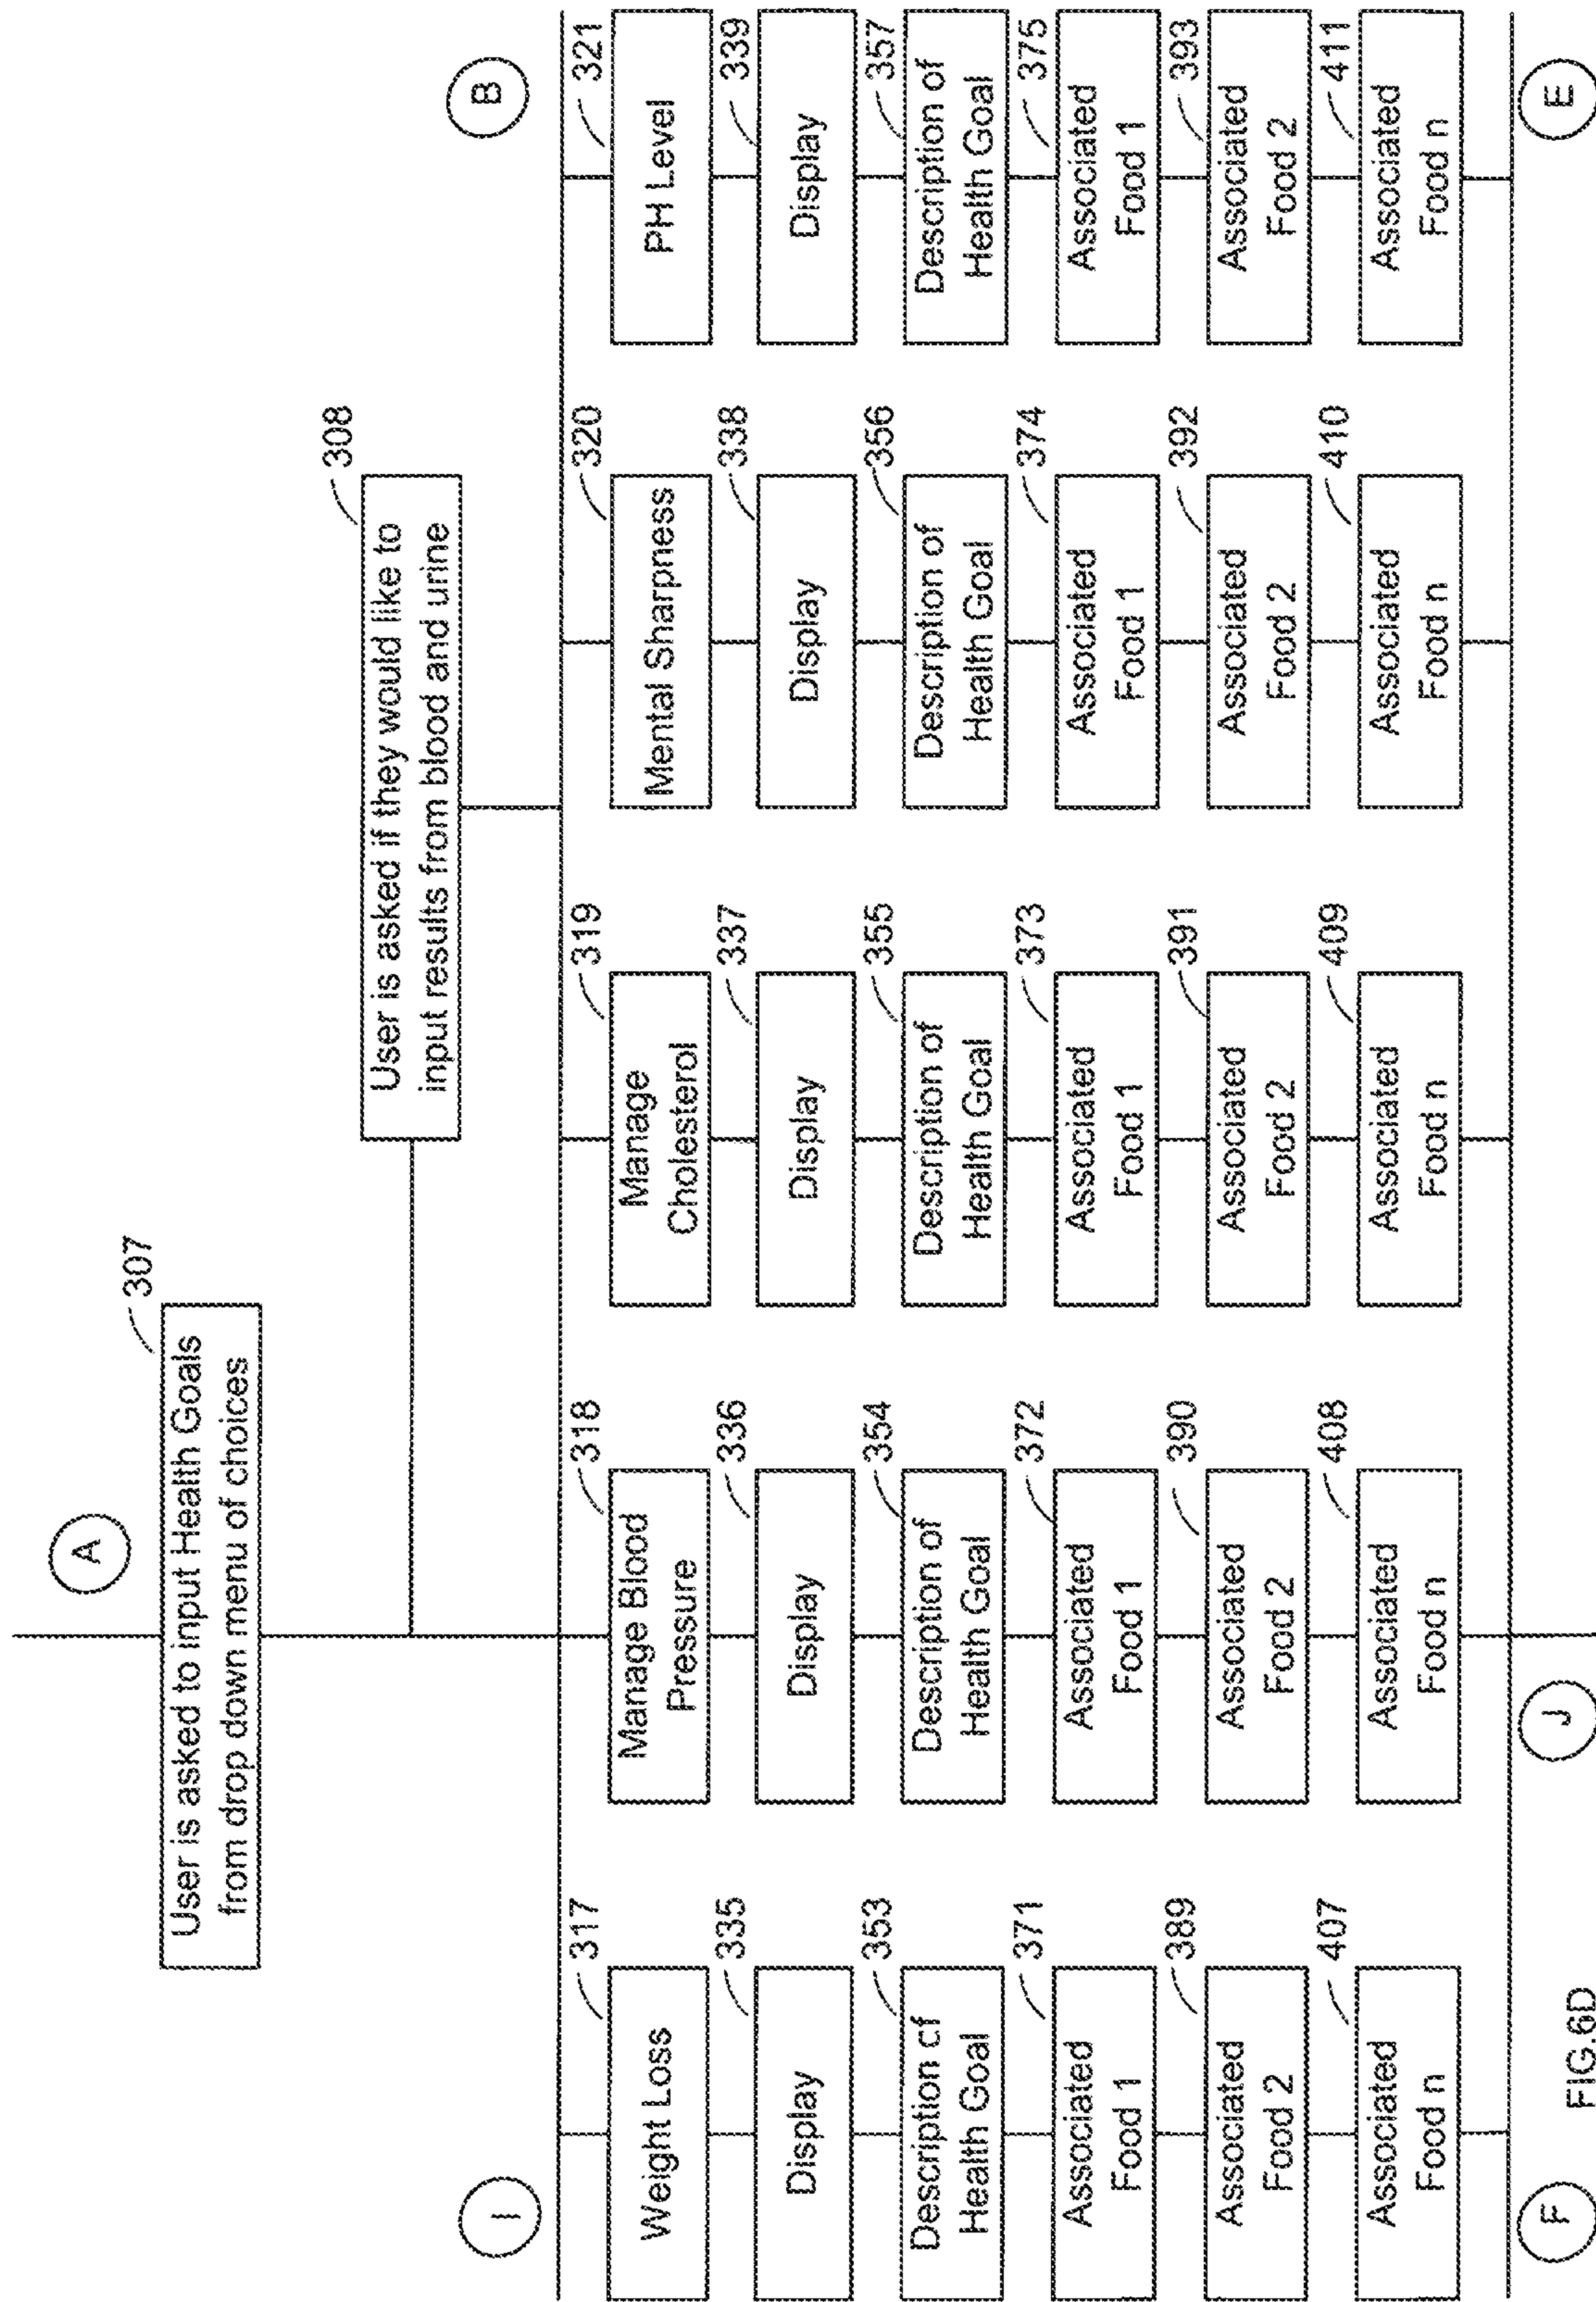 A
307
User is asked to input Health Goals
from drop down menu of choices
308
User is asked if they would like to
input results from blood and urine
I
B
317
Weight Loss
318
Manage Blood
Pressure
319
Manage
Cholesterol
320
Mental Sharpness
321
PH Level
335
Display
336
Display
337
Display
338
Display
339
Display
353
Description cf
Health Goal
354
Description of
Health Goal
355
Description of
Health Goal
356
Description of
Health Goal
357
Description of
Health Goal
371
Associated
Food 1
372
Associated
Food 1
373
Associated
Food 1
374
Associated
Food 1
375
Associated
Food 1
389
Associated
Food 2
390
Associated
Food 2
391
Associated
Food 2
392
Associated
Food 2
393
Associated
Food 2
407
Associated
Food n
408
Associated
Food n
409
Associated
Food n
410
Associated
Food n
411
Associated
Food n
F
J
E
FIG.6D